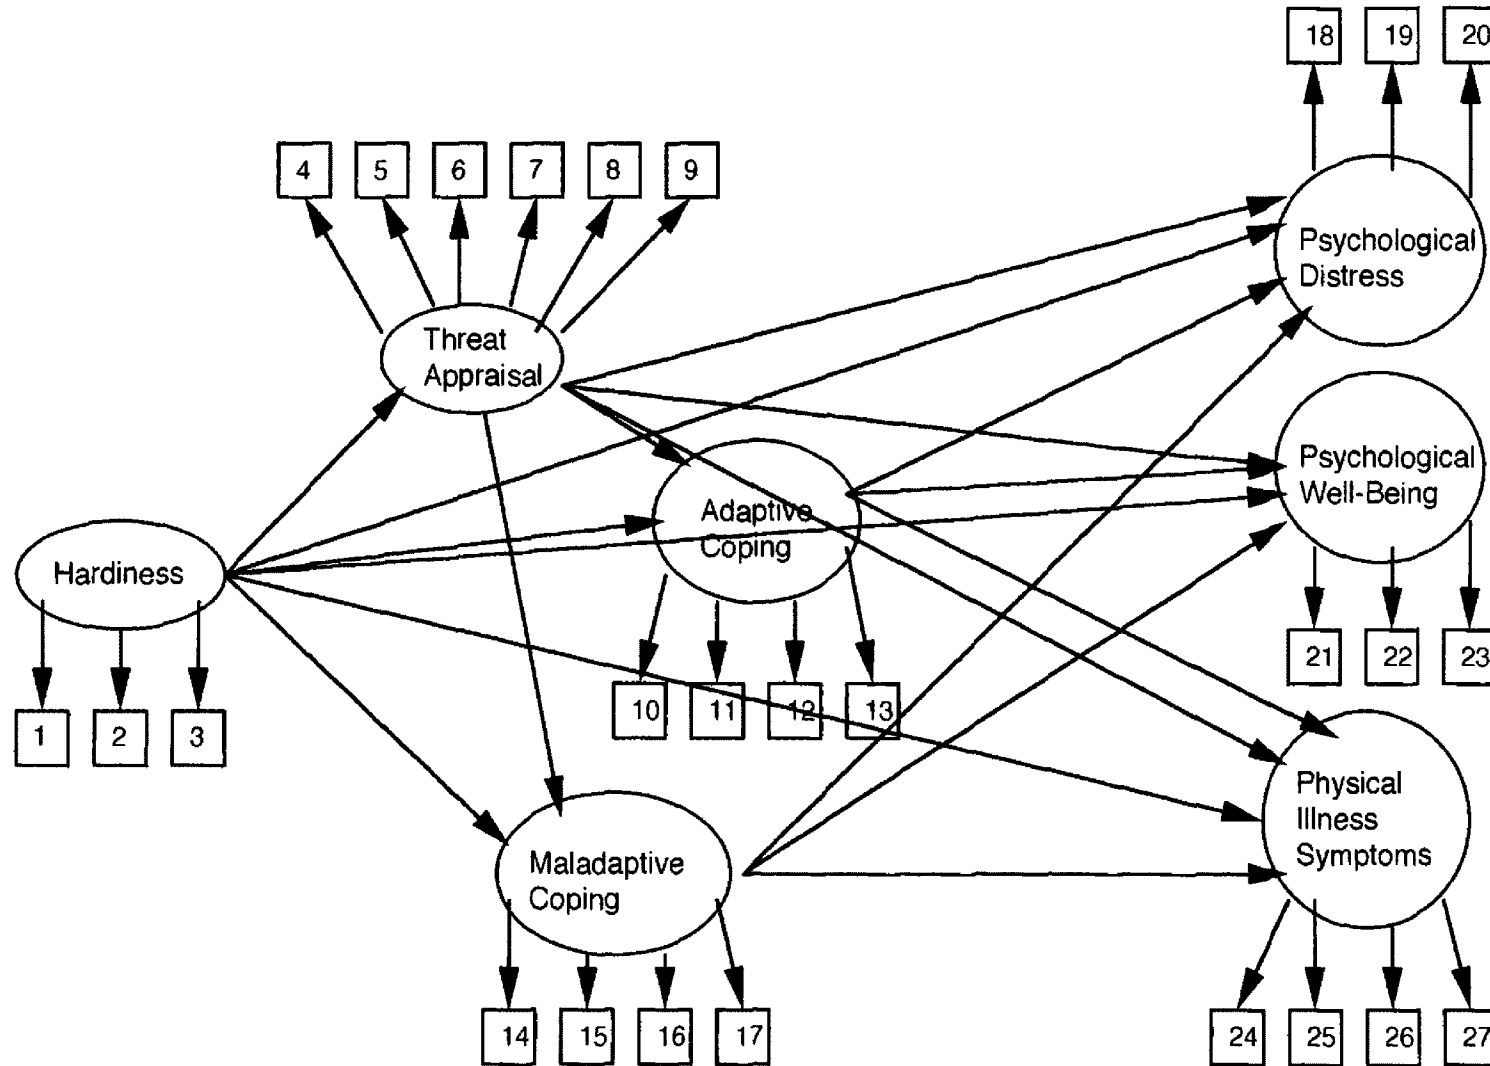 18 19 20
4 5 6 7 8 9
Psychological
Distress
Threat
Appraisal
Psychological
Well-Being
Adaptive
Coping
Hardiness
21 22 23
10 11 12 13
1 2 3
Physical
Illness
Symptoms
Maladaptive
Coping
14 15 16 17
24 25 26 27